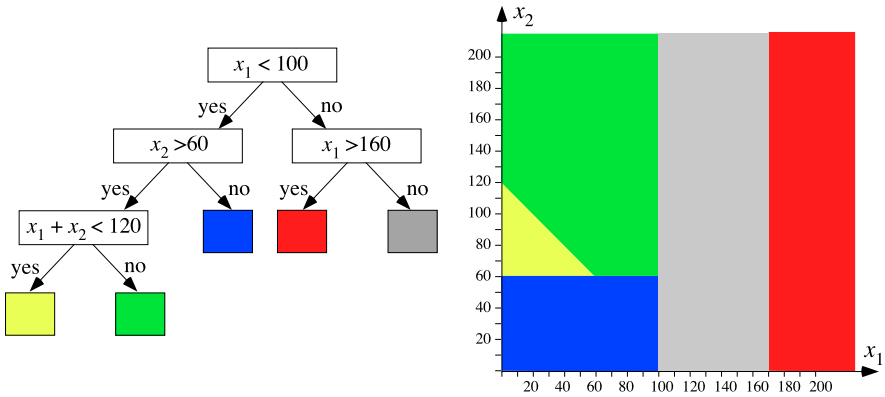 x1 < 100
yes
no
x2 >60
x1 >160
yes
no
yes
no
x1 + x2 < 120
yes
no
x2
200
180
160
140
120
100
80
60
40
20
x1
20 40 60 80 100 120 140 160 180 200